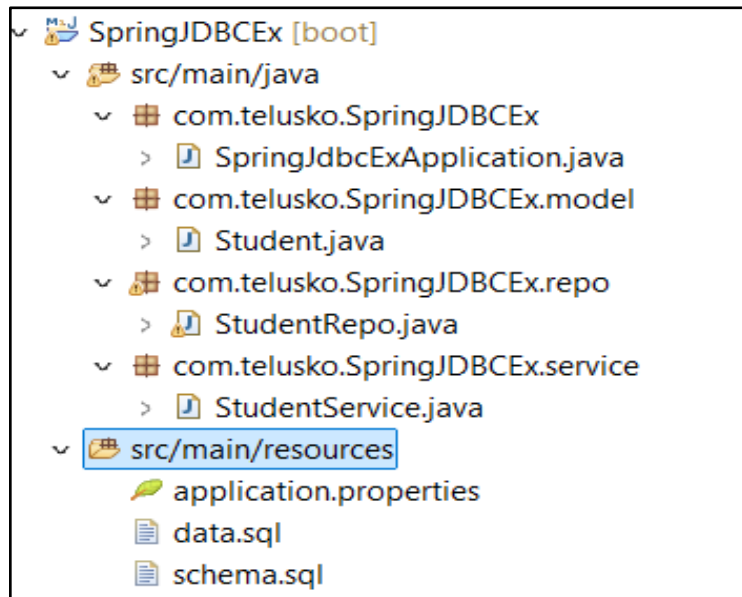 SpringJDBCEx [boot]
src/main/java
com.telusko.SpringJDBCEx
SpringJdbcExApplication.java
com.telusko.SpringJDBCEx.model
Student.java
com.telusko.SpringJDBCEx.repo
StudentRepo.java
com.telusko.SpringJDBCEx.service
StudentService.java
src/main/resources
application.properties
data.sql
schema.sql